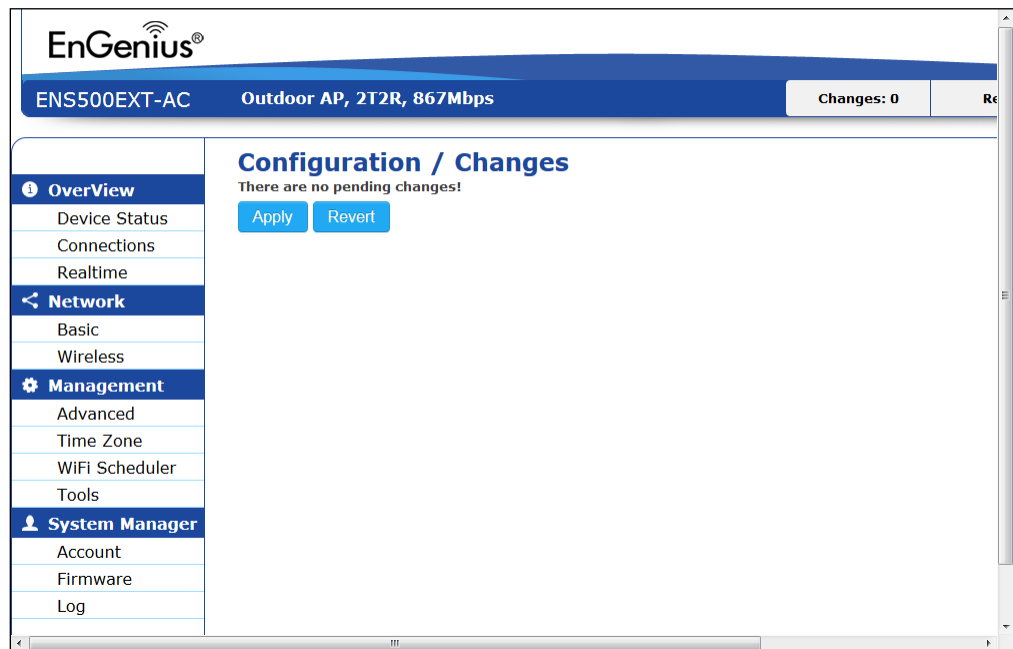 EnGenius®
ENS500EXT-AC Outdoor AP, 2T2R, 867Mbps Changes: 0 Re
Configuration / Changes
There are no pending changes!
Apply Revert
OverView
Device Status
Connections
Realtime
Network
Basic
Wireless
Management
Advanced
Time Zone
WiFi Scheduler
Tools
System Manager
Account
Firmware
Log